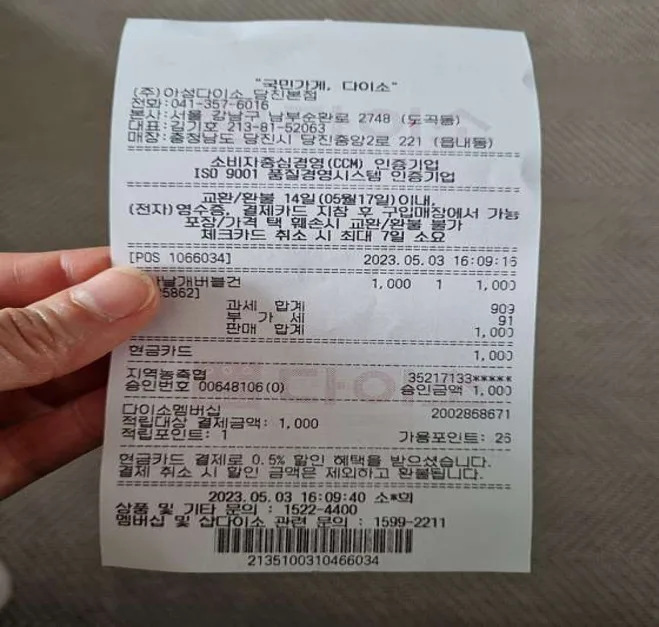 "국민가게, 다이소"
(주)아성다이소_당진본점
전화:041-357-6016
본사:서울 강남구 남부순환로 2748 (도곡동)
대표:김기호 213-81-52063
매장:충청남도 당진시 당진중앙2로 221 (읍내동)
소비자중심경영(CCM) 인증기업
ISO 9001 품질경영시스템 인증기업
교환/환불 14일(05월17일)이내,
(전자)영수증, 결제카드 지참 후 구입매장에서 가능
포장/가격 택 훼손시 교환/환불 불가
체크카드 취소 시 최대 7일 소요
[POS 1066034] 2023.05.03 16:09:16
날개버블건 1,000 1 1,000
5862]
과세 합계 909
부 가 세 91
판매 합계 1,000
현금카드 1,000
지역농축협 35217133*****
승인번호 00648106(0) 승인금액 1,000
다이소멤버십 2002868671
적립대상 결제금액: 1,000
적립포인트: 1 가용포인트: 26
현금카드 결제로 0.5% 할인 혜택을 받으셨습니다.
결제 취소 시 할인 금액은 제외하고 환불됩니다.
2023.05.03 16:09:40 소*의
상품 및 기타 문의 : 1522-4400
멤버십 및 샵다이소 관련 문의 : 1599-2211
2135100310466034